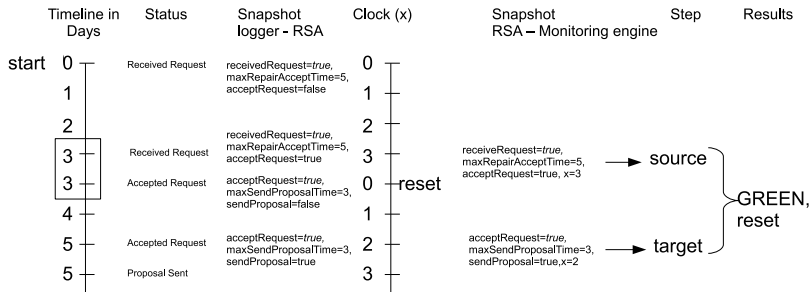 Timeline in Days
Status
Snapshot logger - RSA
Clock (x)
Snapshot RSA – Monitoring engine
Step
Results
start
0
Received Request
receivedRequest=true,
maxRepairAcceptTime=5,
acceptRequest=false
0
1
1
2
2
3
Received Request
receivedRequest=true,
maxRepairAcceptTime=5,
acceptRequest=true
3
receiveRequest=true,
maxRepairAcceptTime=5,
acceptRequest=true, x=3
source
3
Accepted Request
acceptRequest=true,
maxSendProposalTime=3,
sendProposal=false
0
reset
GREEN,
reset
4
1
5
Accepted Request
acceptRequest=true,
maxSendProposalTime=3,
sendProposal=true
2
acceptRequest=true,
maxSendProposalTime=3,
sendProposal=true,x=2
target
5
Proposal Sent
3